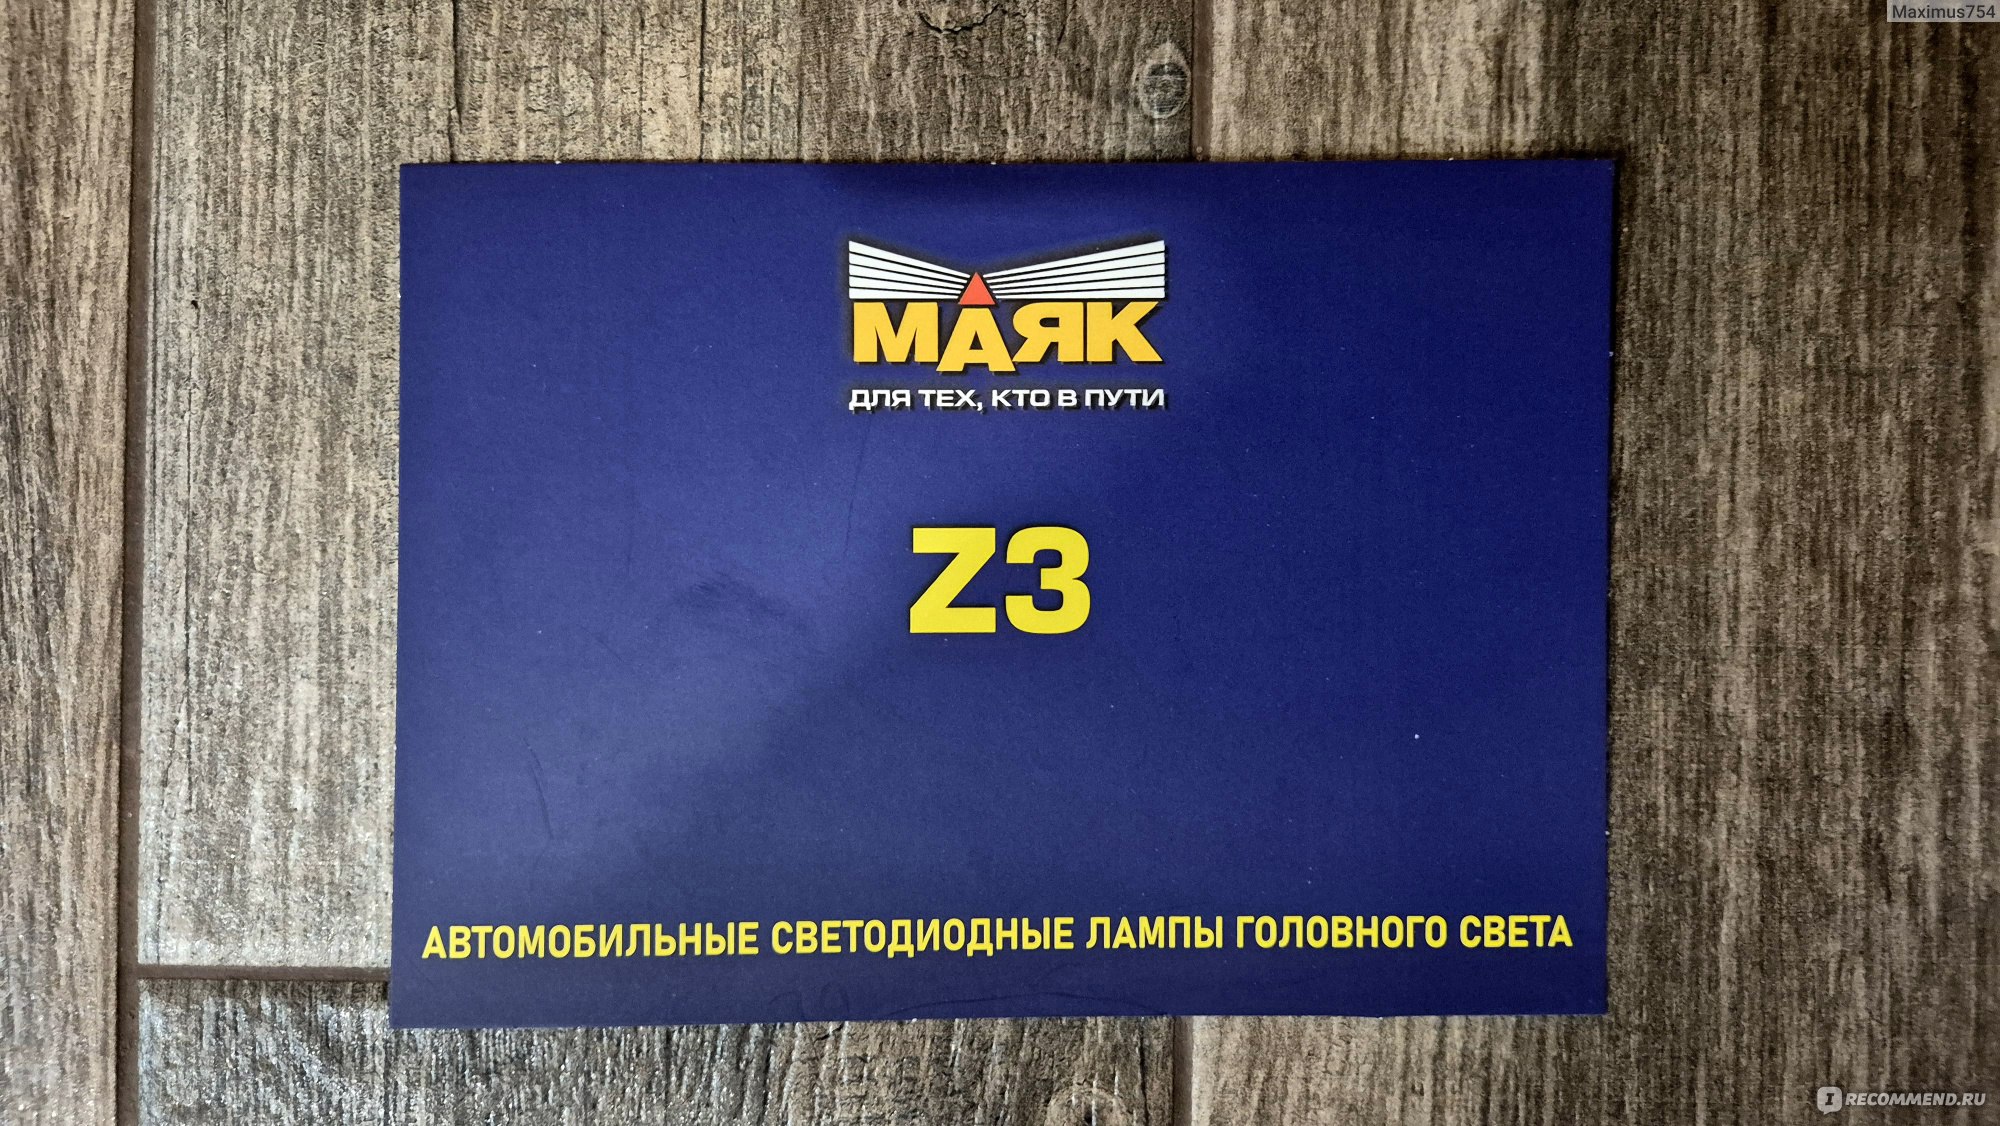 Maximus754
МАЯК
ДЛЯ ТЕХ, КТО В ПУТИ
Z3
АВТОМОБИЛЬНЫЕ СВЕТОДИОДНЫЕ ЛАМПЫ ГОЛОВНОГО СВЕТА
I RECOMMEND.RU